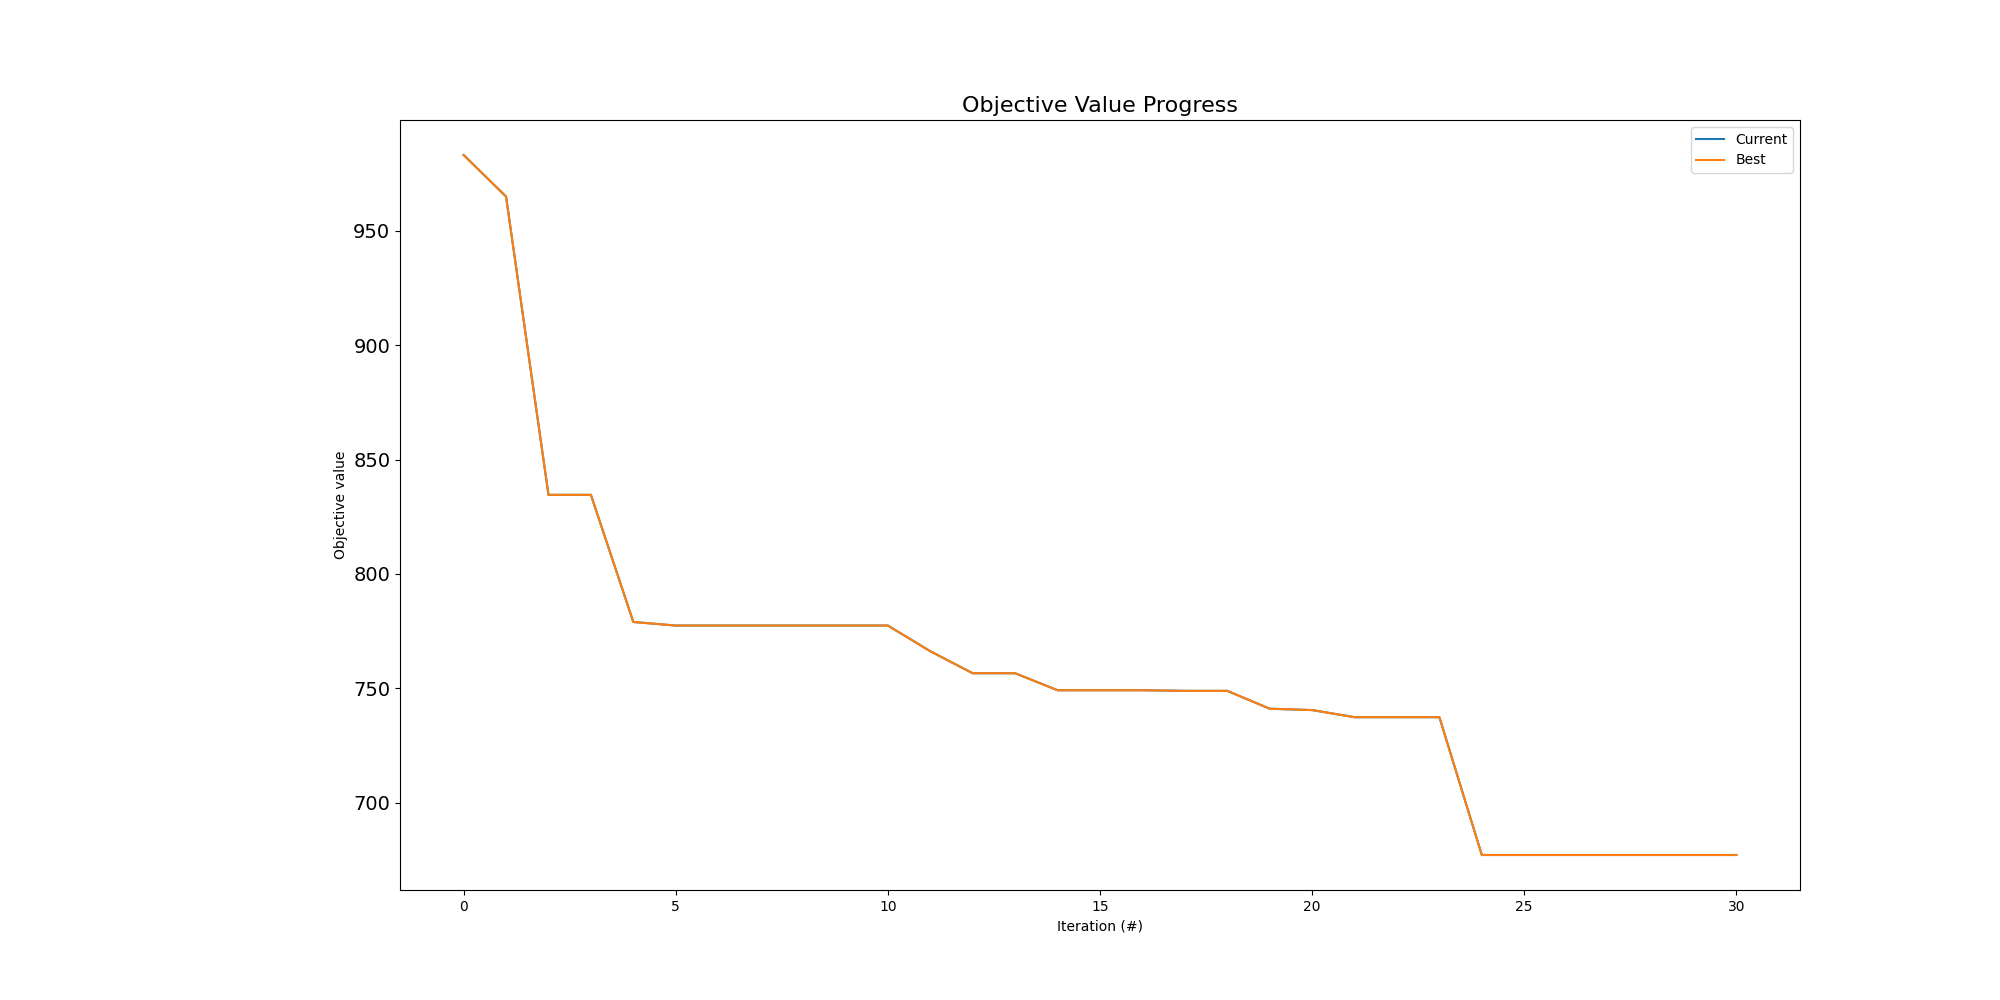 Objective Value Progress
Current
Best
950
900
850
800
750
700
Objective value
0 5 10 15 20 25 30
Iteration (#)